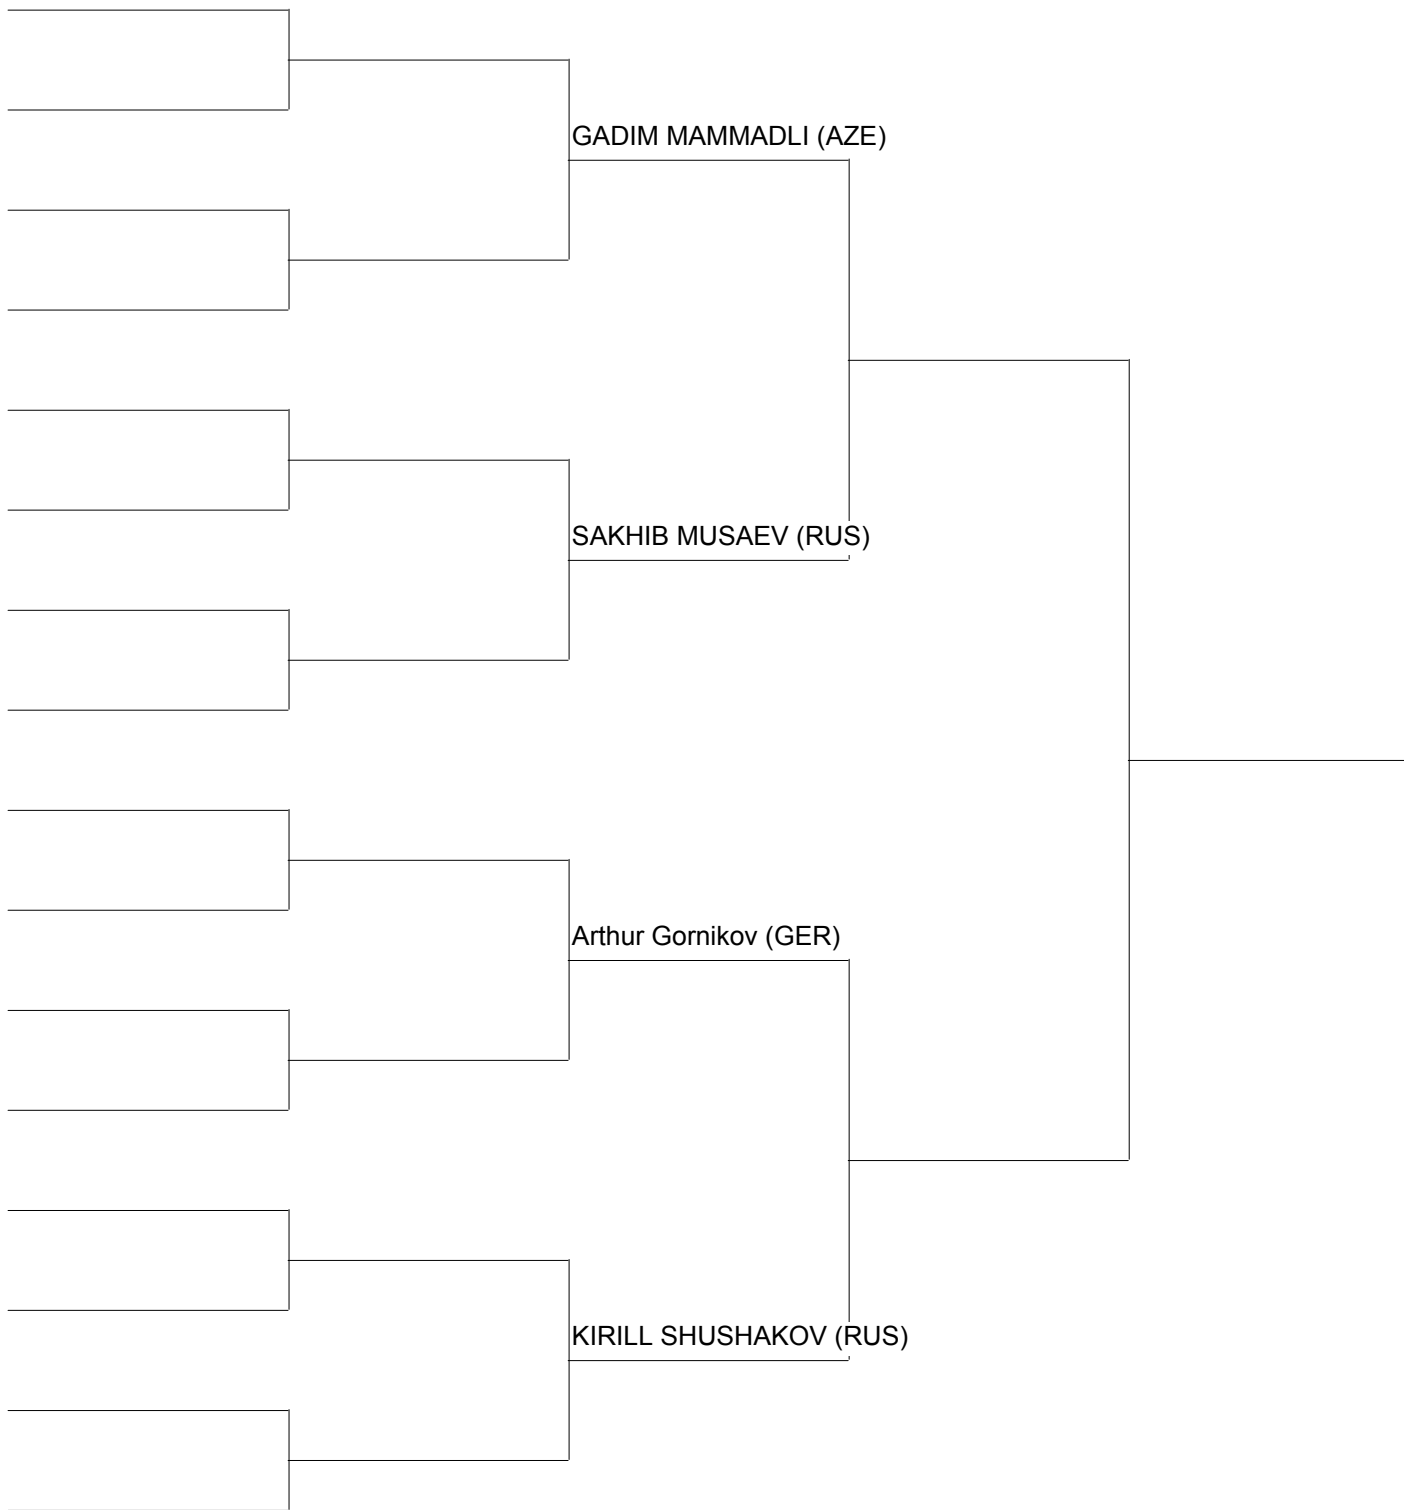 GADIM MAMMADLI (AZE)
SAKHIB MUSAEV (RUS)
Arthur Gornikov (GER)
KIRILL SHUSHAKOV (RUS)